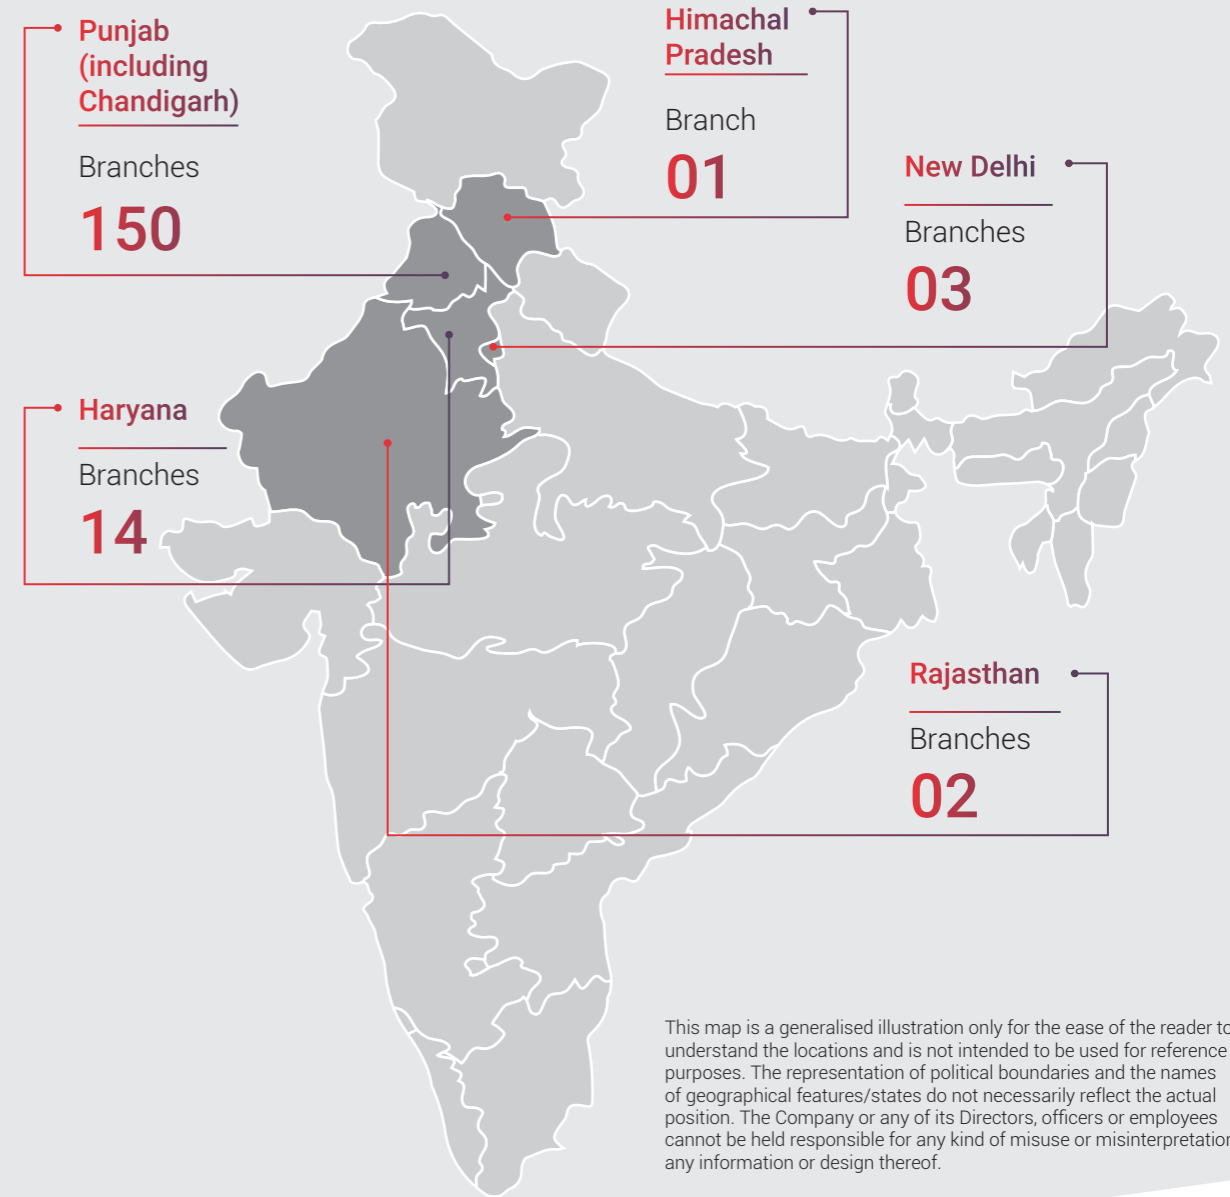 Punjab
(including
Chandigarh)
Branches
150
Himachal
Pradesh
Branch
01
New Delhi
Branches
03
Haryana
Branches
14
Rajasthan
Branches
02
This map is a generalised illustration only for the ease of the reader to
understand the locations and is not intended to be used for reference
purposes. The representation of political boundaries and the names
of geographical features/states do not necessarily reflect the actual
position. The Company or any of its Directors, officers or employees
cannot be held responsible for any kind of misuse or misinterpretation
any information or design thereof.